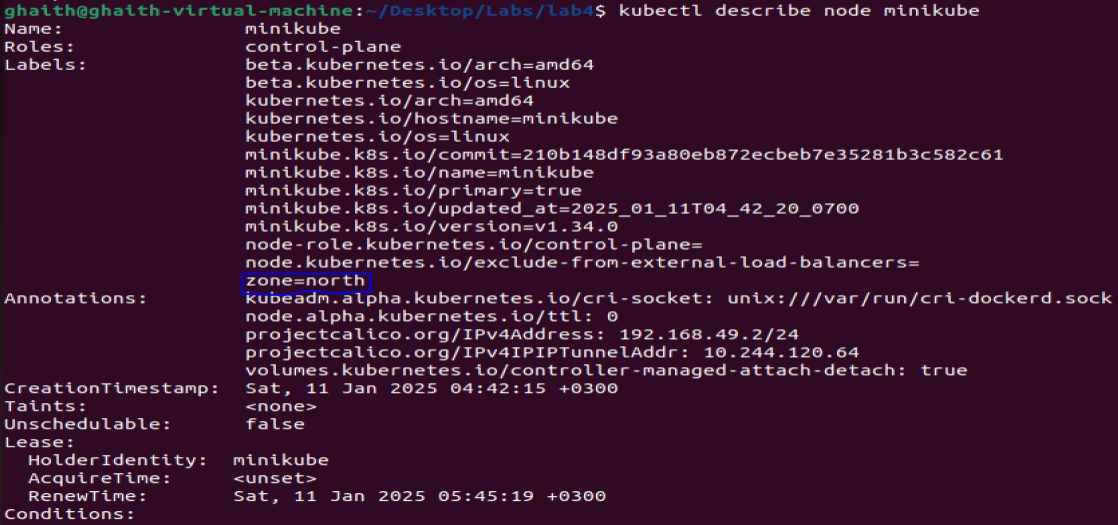 ghaith@ghaith-virtual-machine:~/Desktop/Labs/lab4$ kubectl describe node minikube
Name: minikube
Roles: control-plane
Labels: beta.kubernetes.io/arch=amd64
beta.kubernetes.io/os=linux
kubernetes.io/arch=amd64
kubernetes.io/hostname=minikube
kubernetes.io/os=linux
minikube.k8s.io/commit=210b148df93a80eb872ecbeb7e35281b3c582c61
minikube.k8s.io/name=minikube
minikube.k8s.io/primary=true
minikube.k8s.io/updated_at=2025_01_11T04_42_20_0700
minikube.k8s.io/version=v1.34.0
node-role.kubernetes.io/control-plane=
node.kubernetes.io/exclude-from-external-load-balancers=
zone=north
Annotations: kubeadm.alpha.kubernetes.io/cri-socket: unix:///var/run/cri-dockerd.sock
node.alpha.kubernetes.io/ttl: 0
projectcalico.org/IPv4Address: 192.168.49.2/24
projectcalico.org/IPv4IPIPTunnelAddr: 10.244.120.64
volumes.kubernetes.io/controller-managed-attach-detach: true
CreationTimestamp: Sat, 11 Jan 2025 04:42:15 +0300
Taints: <none>
Unschedulable: false
Lease:
HolderIdentity: minikube
AcquireTime: <unset>
RenewTime: Sat, 11 Jan 2025 05:45:19 +0300
Conditions: